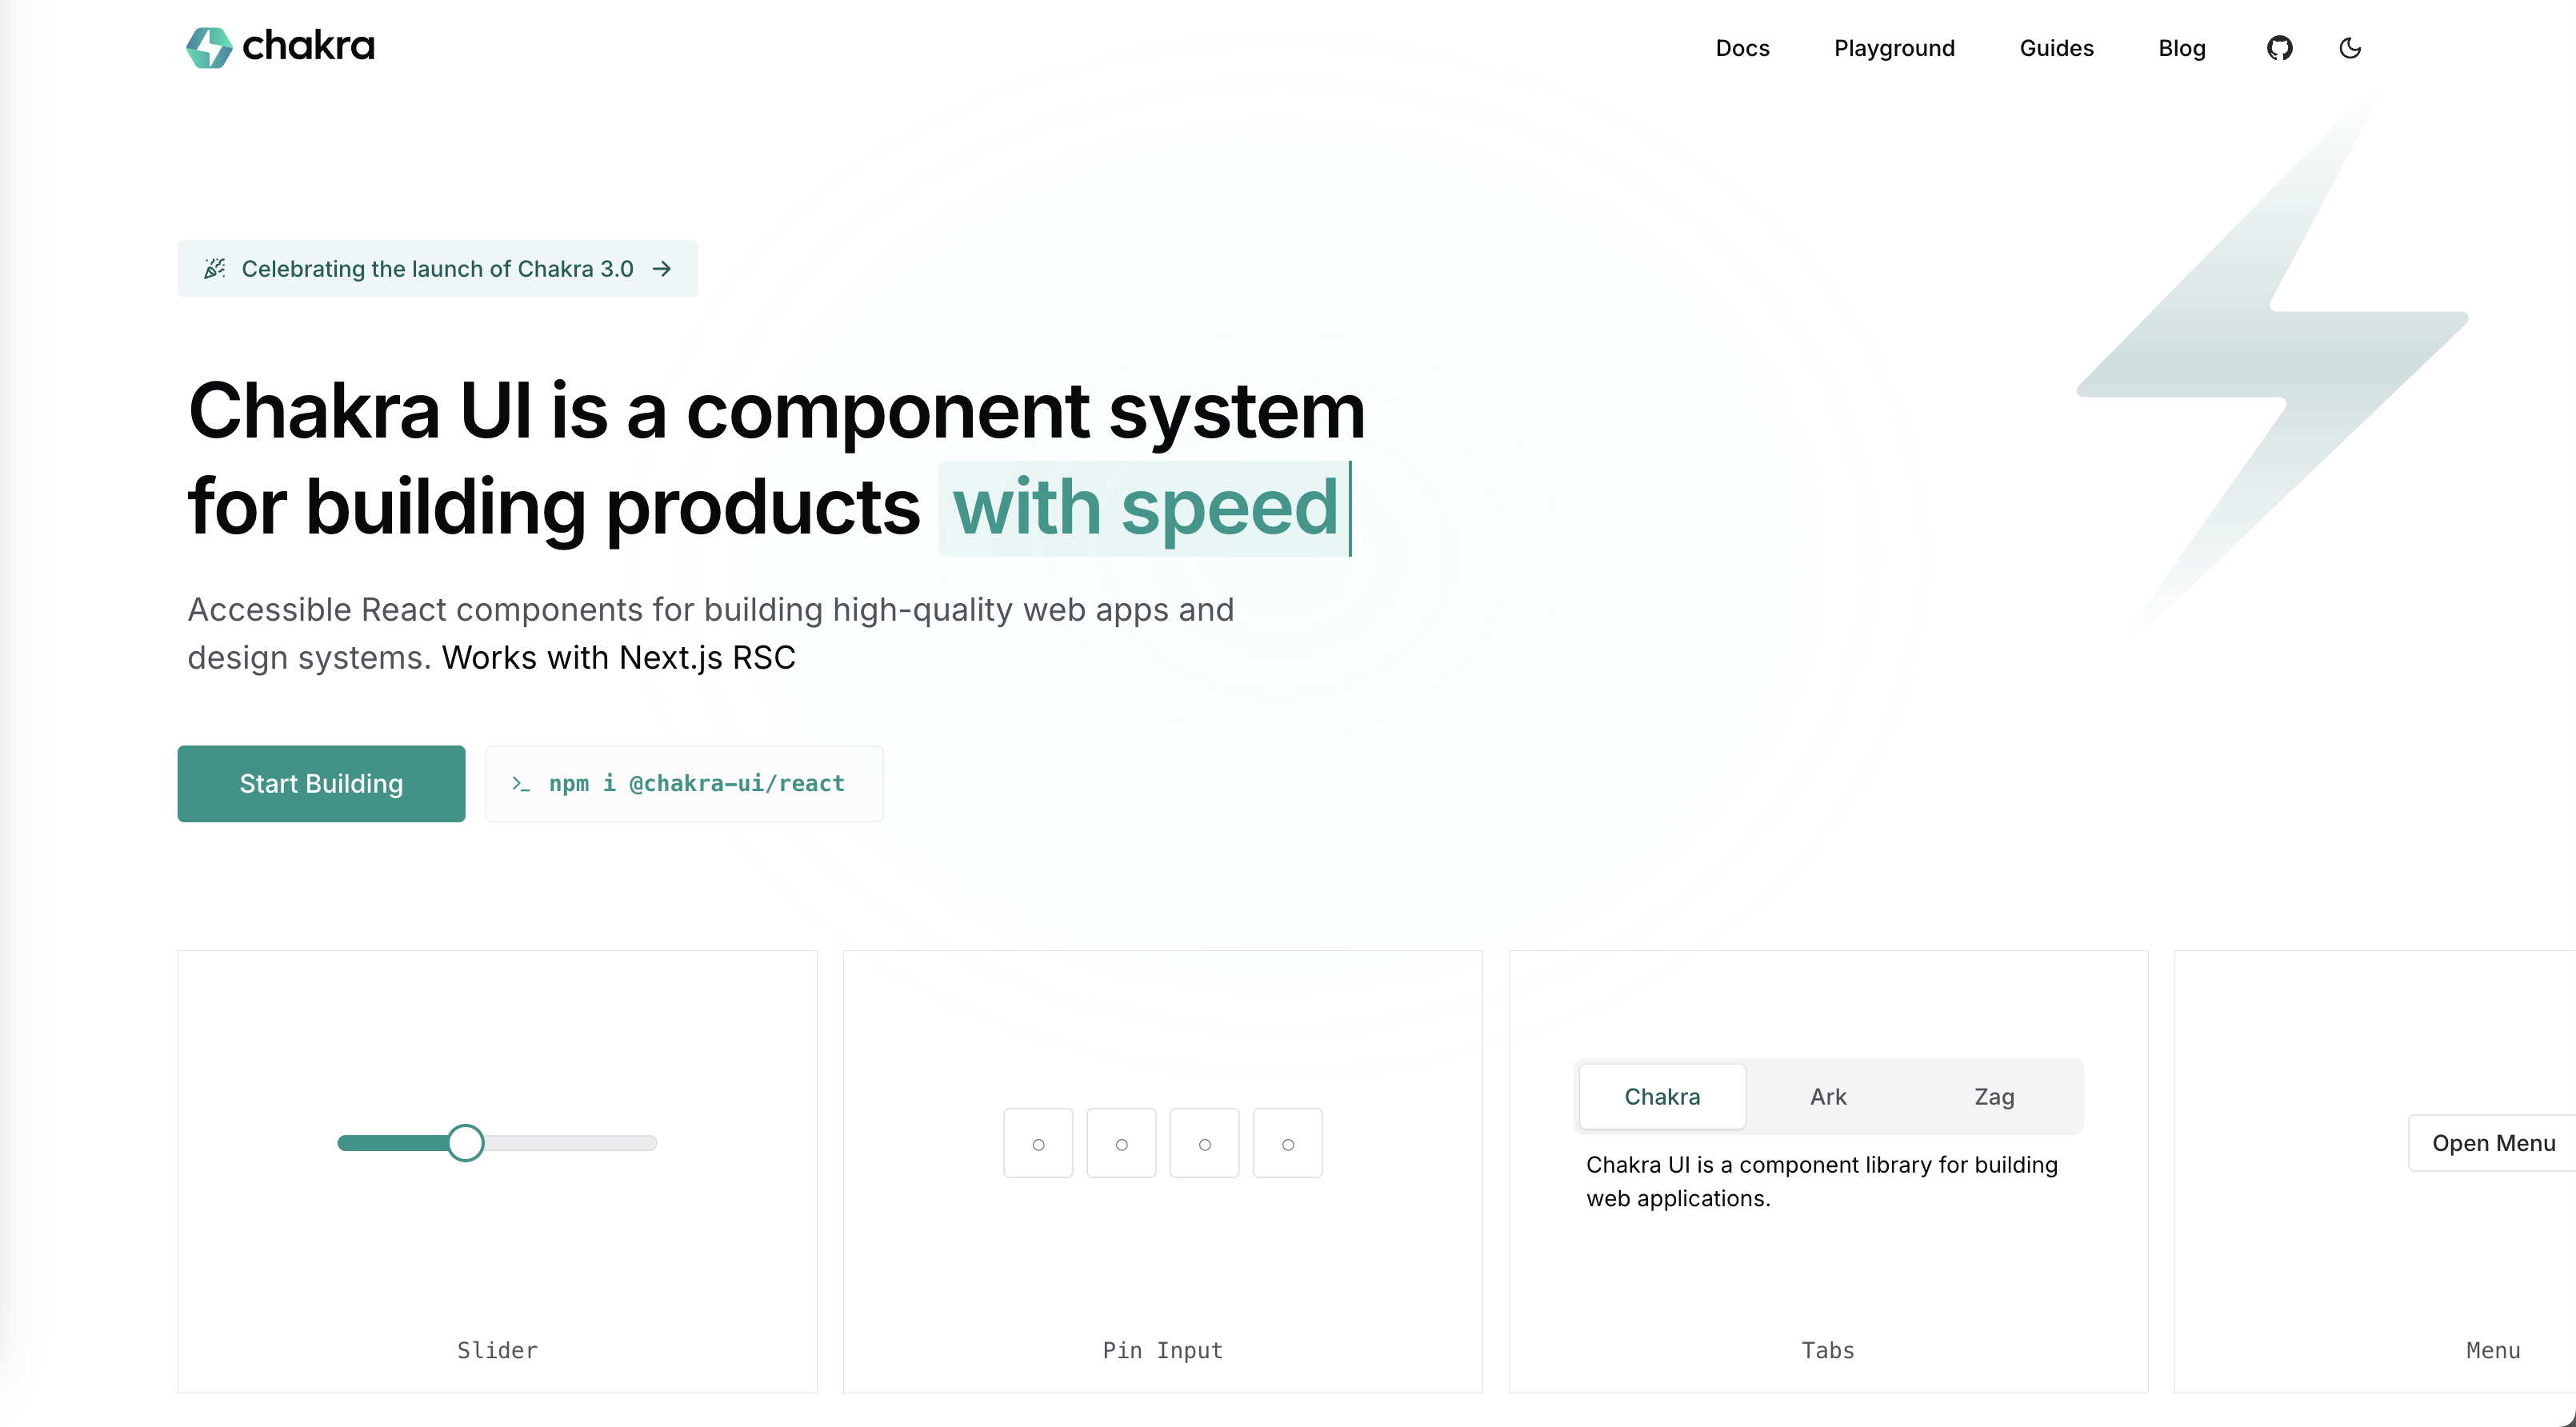 chakra
Docs
Playground
Guides
Blog
Celebrating the launch of Chakra 3.0
Chakra UI is a component system
for building products with speed
Accessible React components for building high-quality web apps and
design systems. Works with Next.js RSC
Start Building
npm i @chakra-ui/react
Slider
Pin Input
Chakra
Ark
Zag
Chakra UI is a component library for building
web applications.
Tabs
Open Menu
Menu